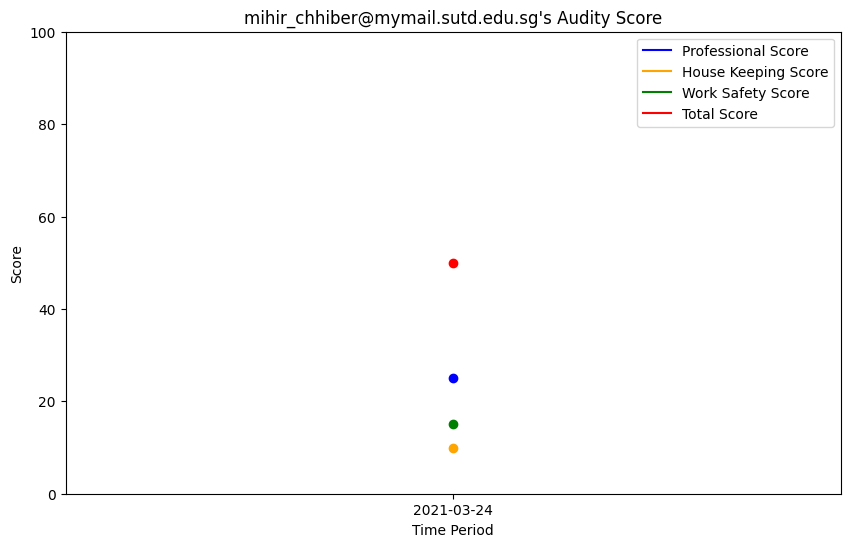 mihir_chhiber@mymail.sutd.edu.sg's Audity Score
100
80
60
40
20
0
Score
Professional Score
House Keeping Score
Work Safety Score
Total Score
2021-03-24
Time Period